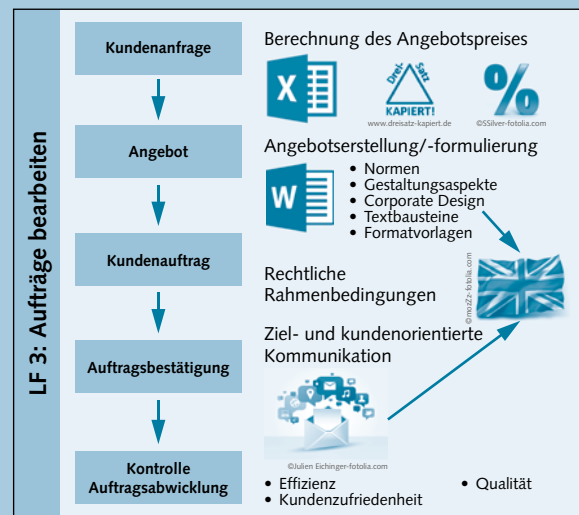 LF 3: Aufträge bearbeiten
Kundenanfrage
Angebot
Kundenauftrag
Auftragsbestätigung
Kontrolle
Auftragsabwicklung
Berechnung des Angebotspreises
X
Drei-Satz
KAPIERT!
%
www.dreisatz-kapiert.de
©SSilver-fotolia.com
Angebotserstellung/-formulierung
W
• Normen
• Gestaltungsaspekte
• Corporate Design
• Textbausteine
• Formatvorlagen
©mozZz-fotolia.com
Rechtliche
Rahmenbedingungen
Ziel- und kundenorientierte
Kommunikation
©Julien Eichinger-fotolia.com
• Effizienz
• Kundenzufriedenheit
• Qualität